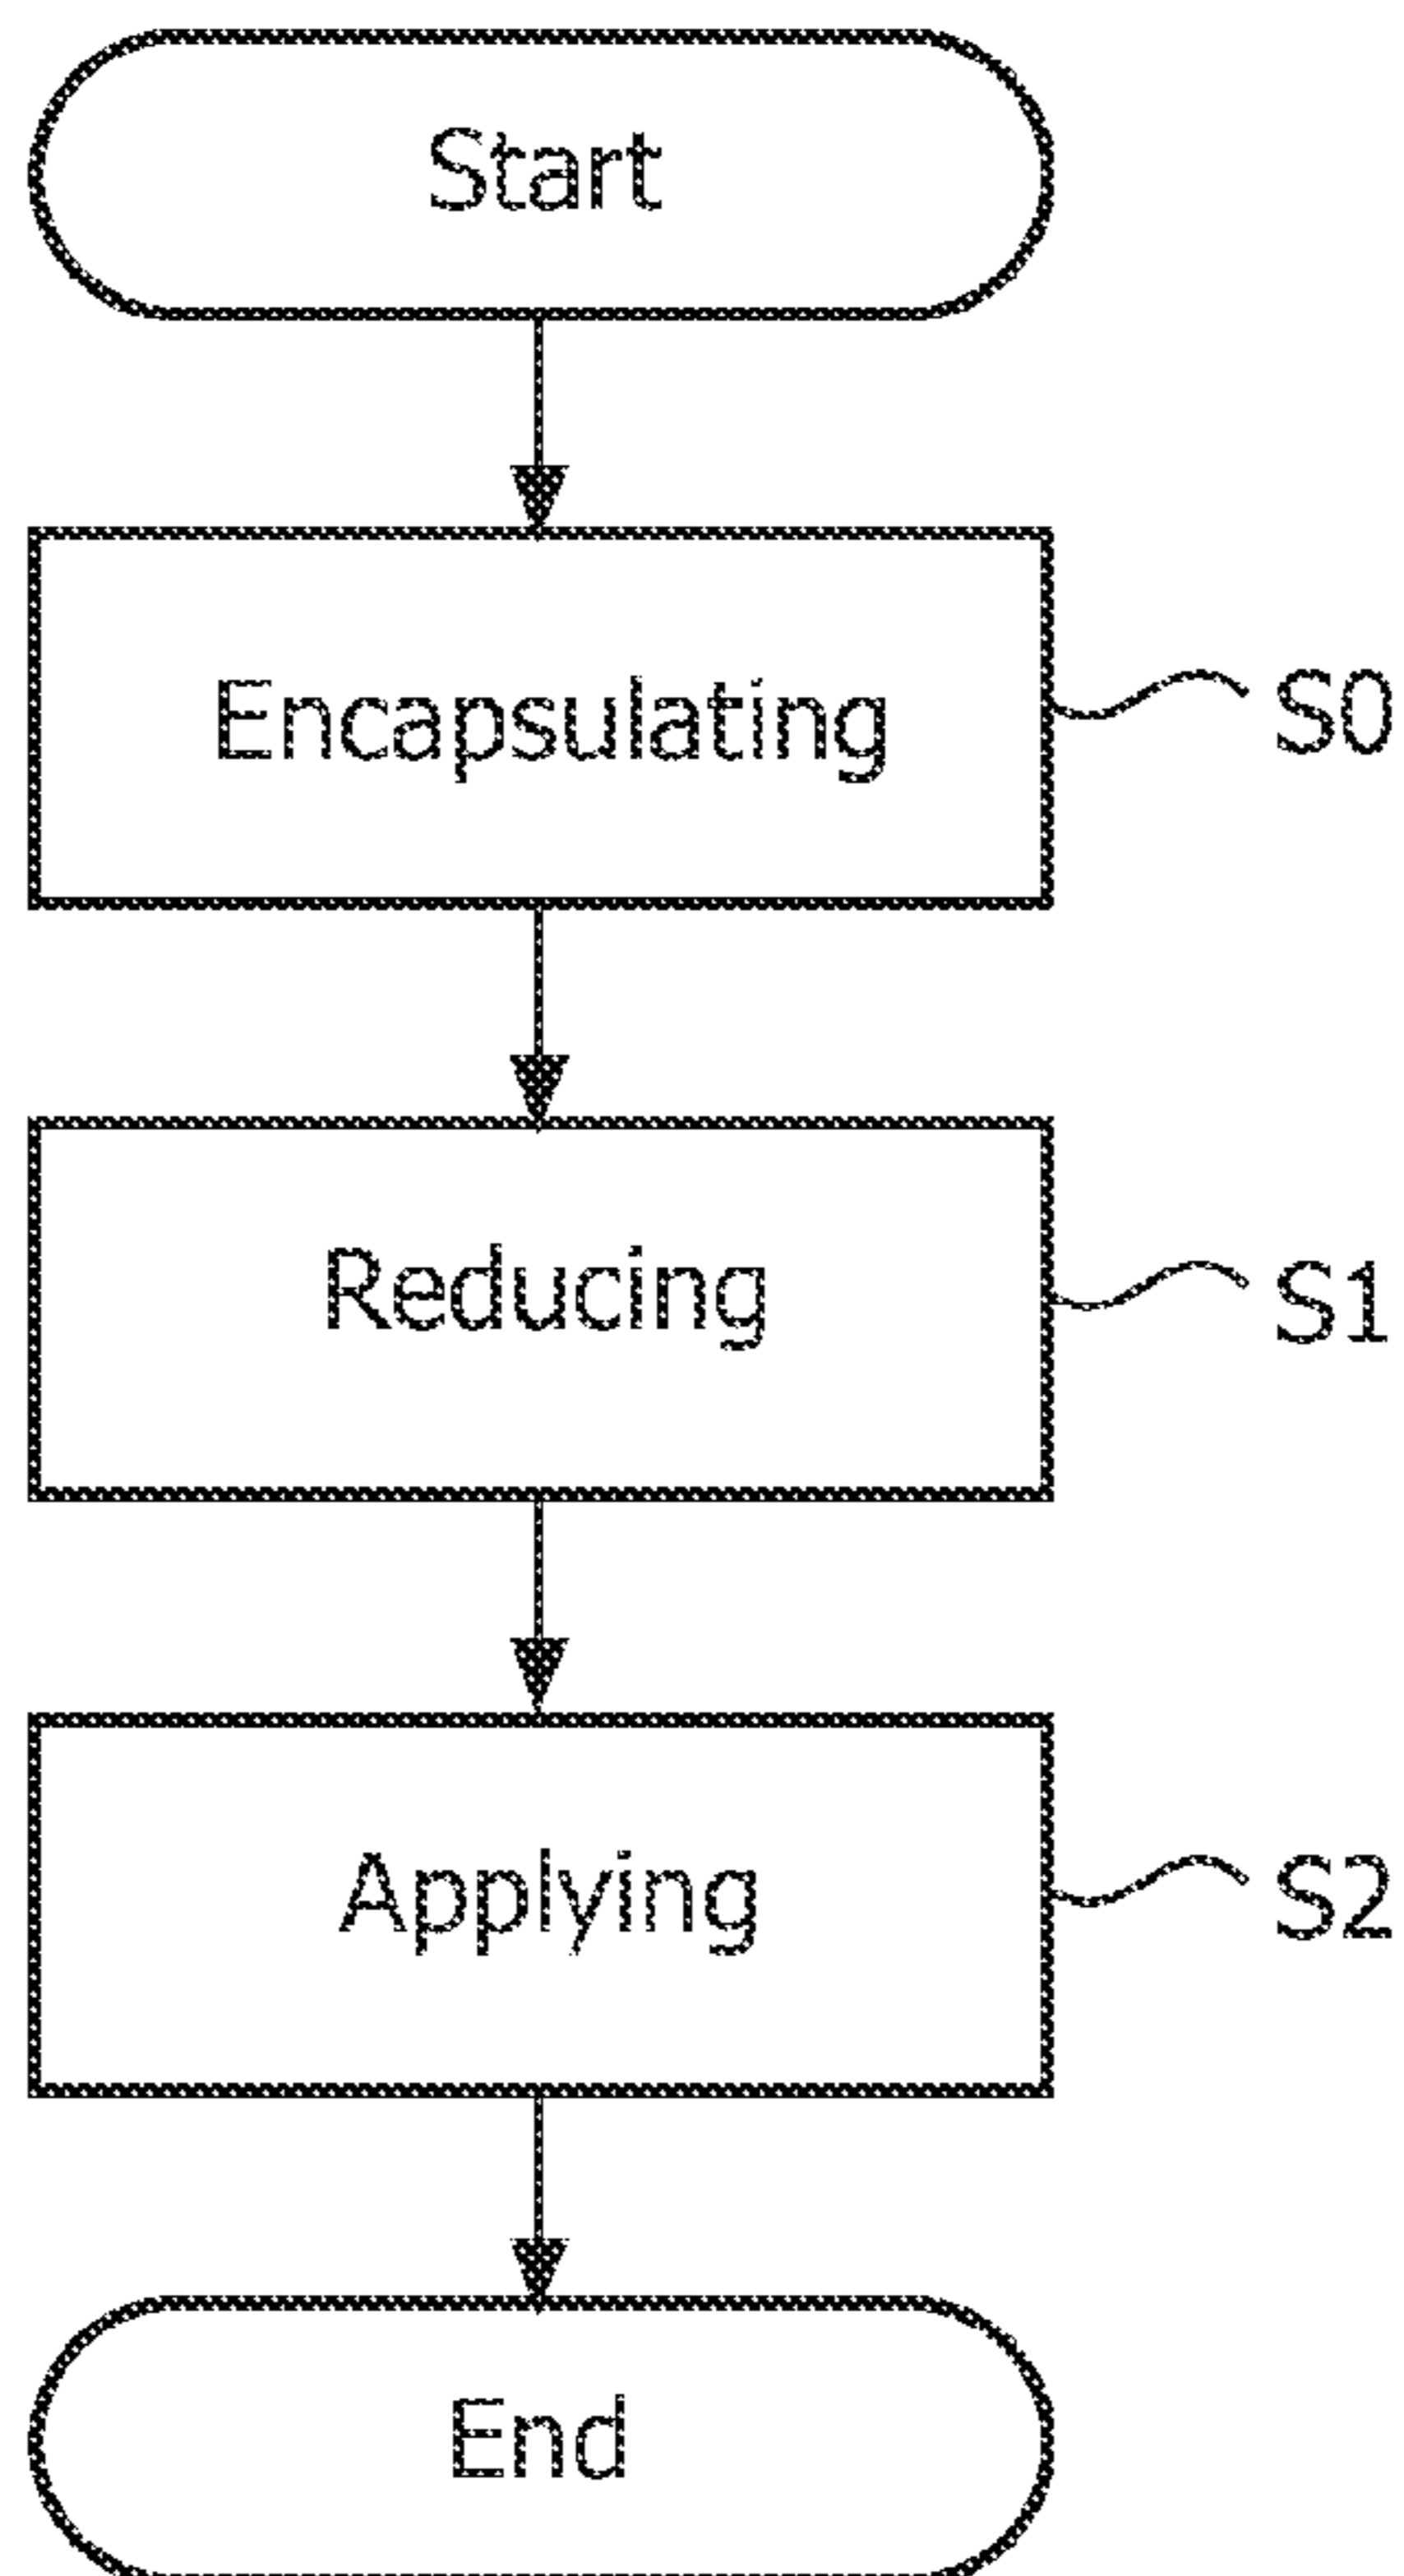 Start
Encapsulating S0
Reducing S1
Applying S2
End